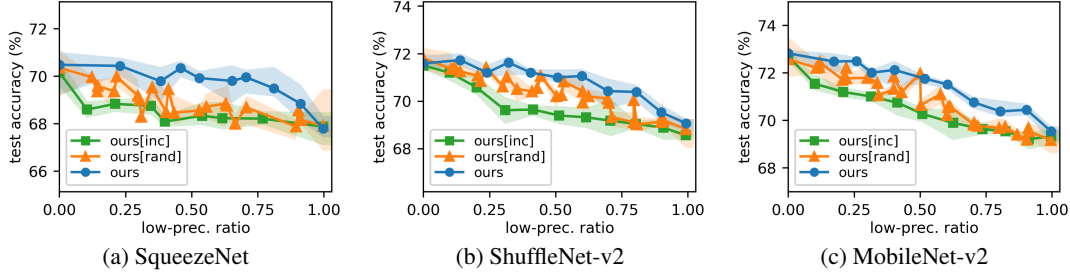 test accuracy (%)
72
70
68
66
0.00 0.25 0.50 0.75 1.00
low-prec. ratio
ours[inc]
ours[rand]
ours
(a) SqueezeNet
test accuracy (%)
74
72
70
68
0.00 0.25 0.50 0.75 1.00
low-prec. ratio
ours[inc]
ours[rand]
ours
(b) ShuffleNet-v2
test accuracy (%)
74
72
70
68
0.00 0.25 0.50 0.75 1.00
low-prec. ratio
ours[inc]
ours[rand]
ours
(c) MobileNet-v2